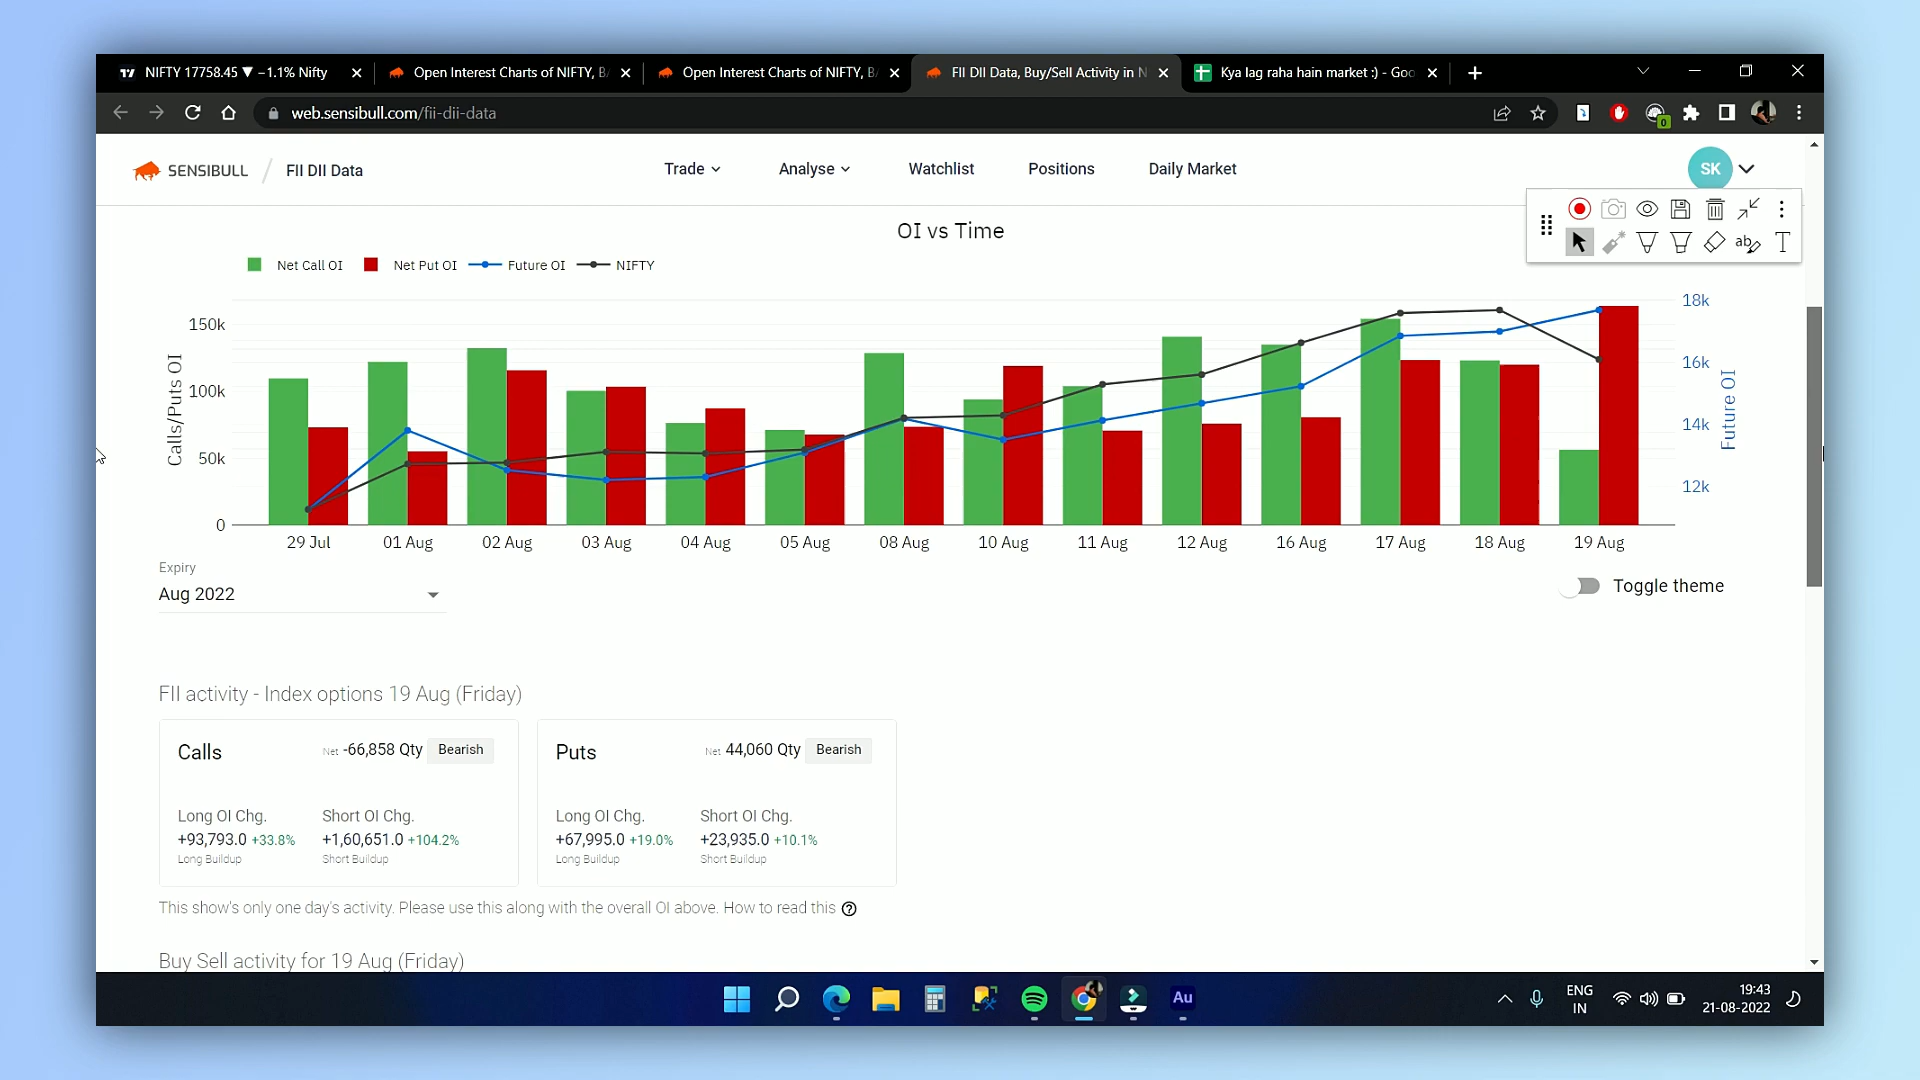 NIFTY 17758.45 ▼ −1.1% Nifty
Open Interest Charts of NIFTY, B
Open Interest Charts of NIFTY, B
FII DII Data, Buy/Sell Activity in N
Kya lag raha hain market :) - Goo
web.sensibull.com/fii-dii-data
0
SENSIBULL / FII DII Data
Trade
Analyse
Watchlist
Positions
Daily Market
SK
ab
T
OI vs Time
Net Call OI
Net Put OI
Future OI
NIFTY
Calls/Puts OI
150k
100k
50k
0
18k
16k
14k
12k
Future OI
29 Jul 01 Aug 02 Aug 03 Aug 04 Aug 05 Aug 08 Aug 10 Aug 11 Aug 12 Aug 16 Aug 17 Aug 18 Aug 19 Aug
Expiry
Aug 2022
Toggle theme
FII activity - Index options 19 Aug (Friday)
Calls
Net -66,858 Qty Bearish
Long OI Chg. Short OI Chg.
+93,793.0 +33.8% +1,60,651.0 +104.2%
Long Buildup Short Buildup
Puts
Net 44,060 Qty Bearish
Long OI Chg. Short OI Chg.
+67,995.0 +19.0% +23,935.0 +10.1%
Long Buildup Short Buildup
This show's only one day's activity. Please use this along with the overall OI above. How to read this
Buy Sell activity for 19 Aug (Friday)
Au
ENG
IN
19:43
21-08-2022